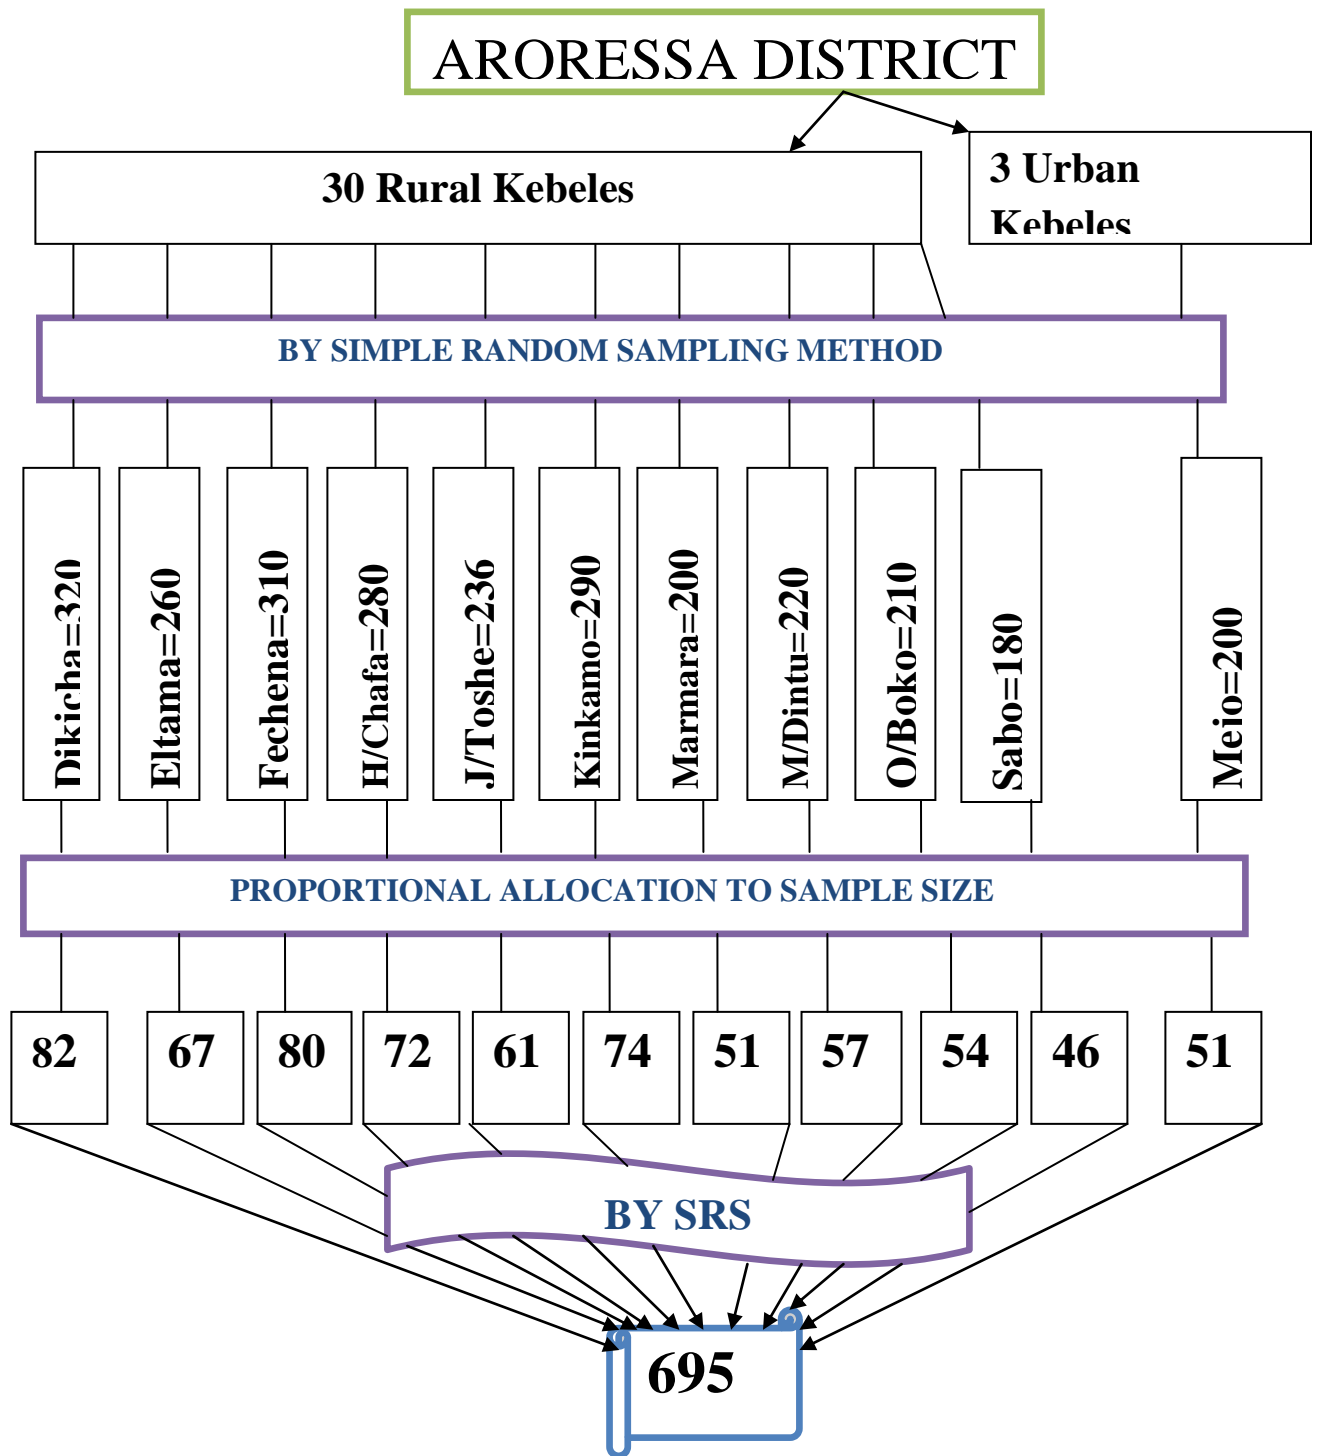 ARORESSA DISTRICT
30 Rural Kebeles
3 Urban
Kebeles
BY SIMPLE RANDOM SAMPLING METHOD
Dikicha=320
Eltama=260
Fechena=310
H/Chafa=280
J/Toshe=236
Kinkamo=290
Marmara=200
M/Dintu=220
O/Boko=210
Sabo=180
Meio=200
PROPORTIONAL ALLOCATION TO SAMPLE SIZE
82
67
80
72
61
74
51
57
54
46
51
BY SRS
695